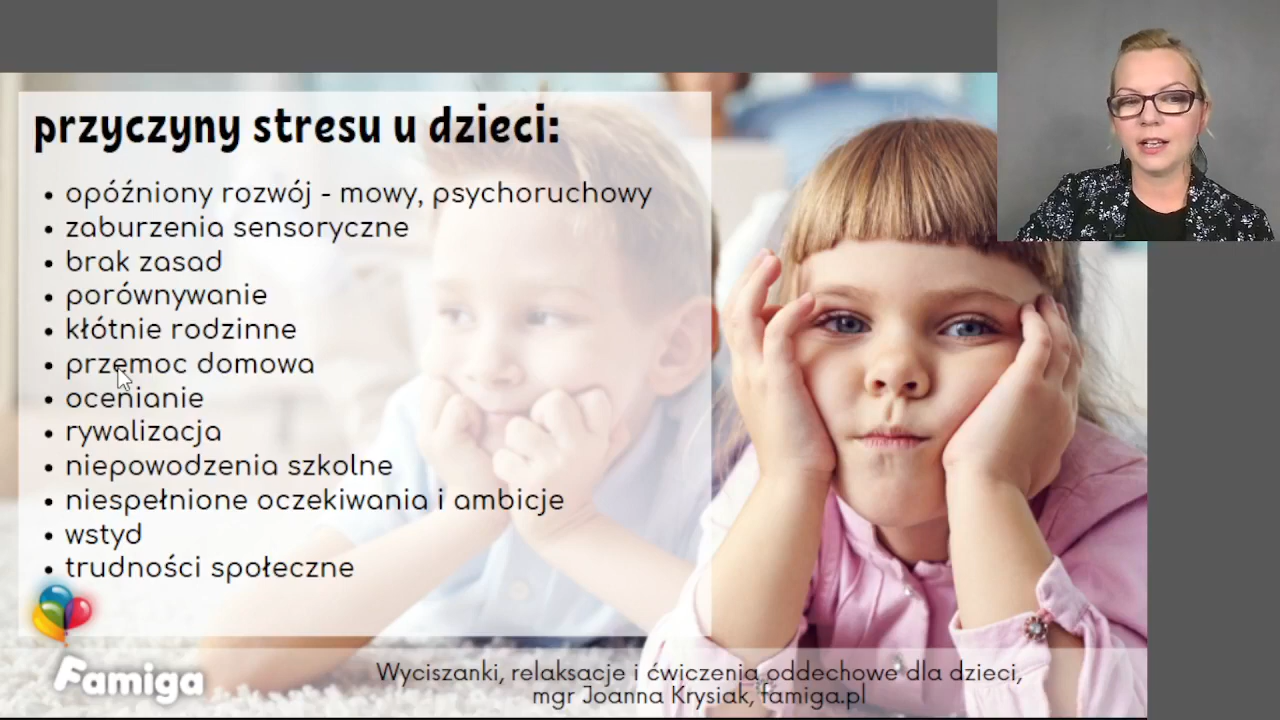 przyczyny stresu u dzieci:
• opóźniony rozwój - mowy, psychoruchowy
• zaburzenia sensoryczne
• brak zasad
• porównywanie
• kłótnie rodzinne
• przemoc domowa
• ocenianie
• rywalizacja
• niepowodzenia szkolne
• niespełnione oczekiwania i ambicje
• wstyd
• trudności społeczne
Famiga
Wyciszanki, relaksacje i ćwiczenia oddechowe dla dzieci,
mgr Joanna Krysiak, famiga.pl